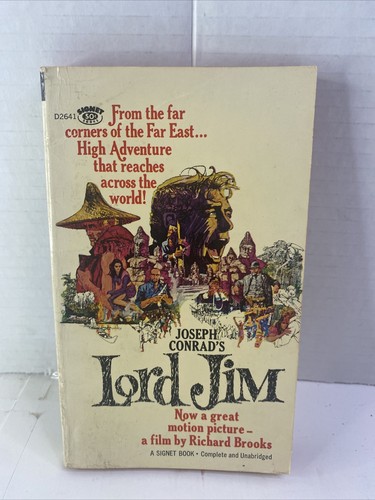 D2641
SIGNET
50¢
From the far
corners of the Far East...
High Adventure
that reaches
across the
world!
JOSEPH
CONRAD'S
Lord Jim
Now a great
motion picture–
a film by Richard Brooks
A SIGNET BOOK • Complete and Unabridged